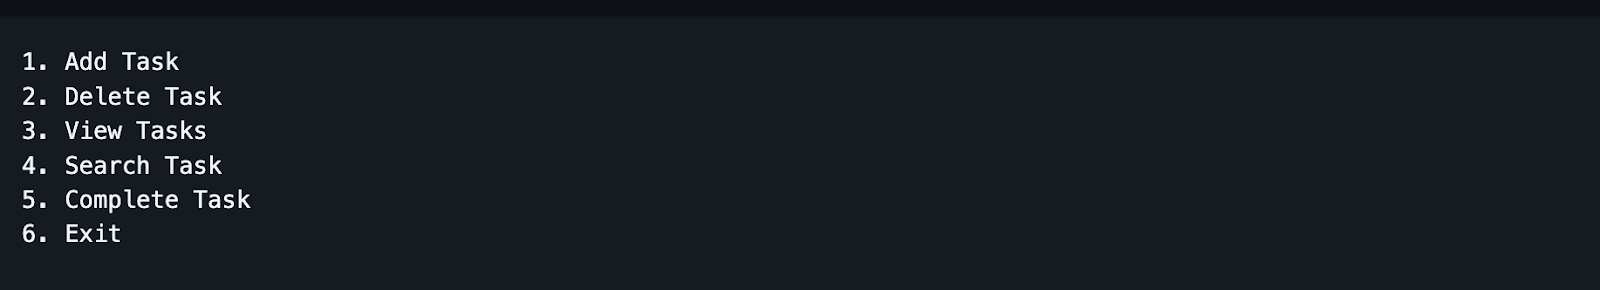 1. Add Task
2. Delete Task
3. View Tasks
4. Search Task
5. Complete Task
6. Exit